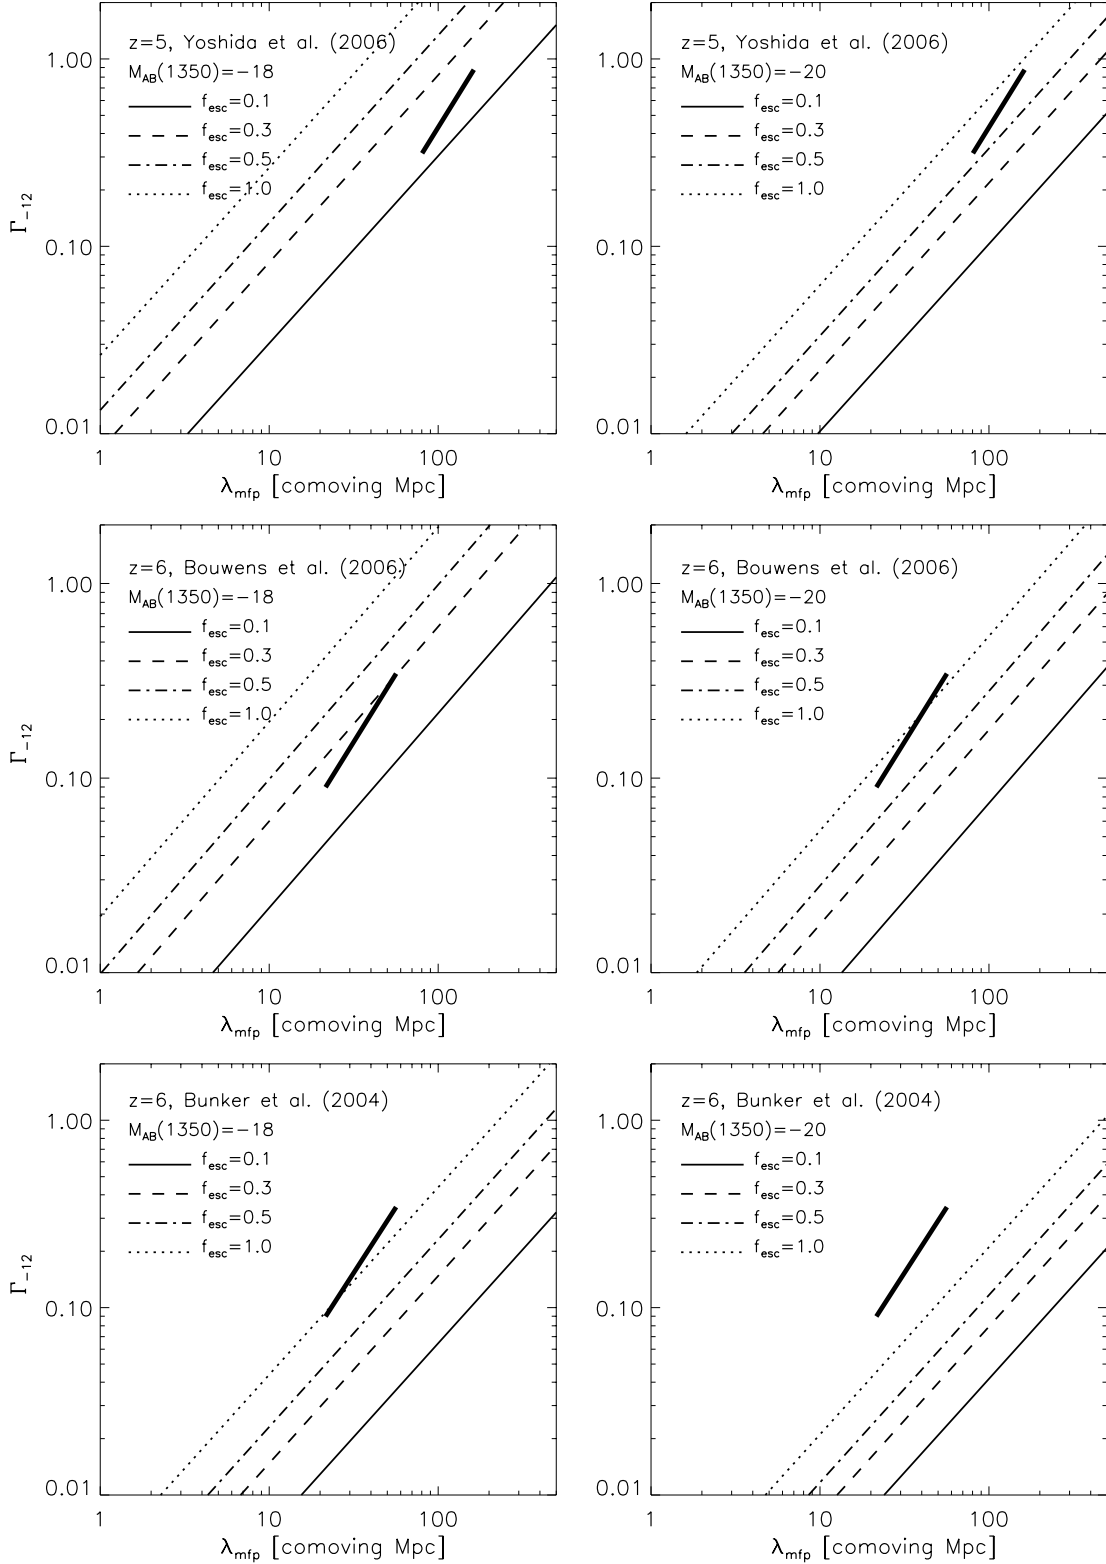 z=5, Yoshida et al. (2006)
M_AB(1350)=−18
f_esc=0.1
f_esc=0.3
f_esc=0.5
f_esc=1.0
1.00
0.10
0.01
Γ_−12
1 10 100
λ_mfp [comoving Mpc]
z=5, Yoshida et al. (2006)
M_AB(1350)=−20
f_esc=0.1
f_esc=0.3
f_esc=0.5
f_esc=1.0
1.00
0.10
0.01
1 10 100
λ_mfp [comoving Mpc]
z=6, Bouwens et al. (2006)
M_AB(1350)=−18
f_esc=0.1
f_esc=0.3
f_esc=0.5
f_esc=1.0
1.00
0.10
0.01
Γ_−12
1 10 100
λ_mfp [comoving Mpc]
z=6, Bouwens et al. (2006)
M_AB(1350)=−20
f_esc=0.1
f_esc=0.3
f_esc=0.5
f_esc=1.0
1.00
0.10
0.01
1 10 100
λ_mfp [comoving Mpc]
z=6, Bunker et al. (2004)
M_AB(1350)=−18
f_esc=0.1
f_esc=0.3
f_esc=0.5
f_esc=1.0
1.00
0.10
0.01
Γ_−12
1 10 100
λ_mfp [comoving Mpc]
z=6, Bunker et al. (2004)
M_AB(1350)=−20
f_esc=0.1
f_esc=0.3
f_esc=0.5
f_esc=1.0
1.00
0.10
0.01
1 10 100
λ_mfp [comoving Mpc]